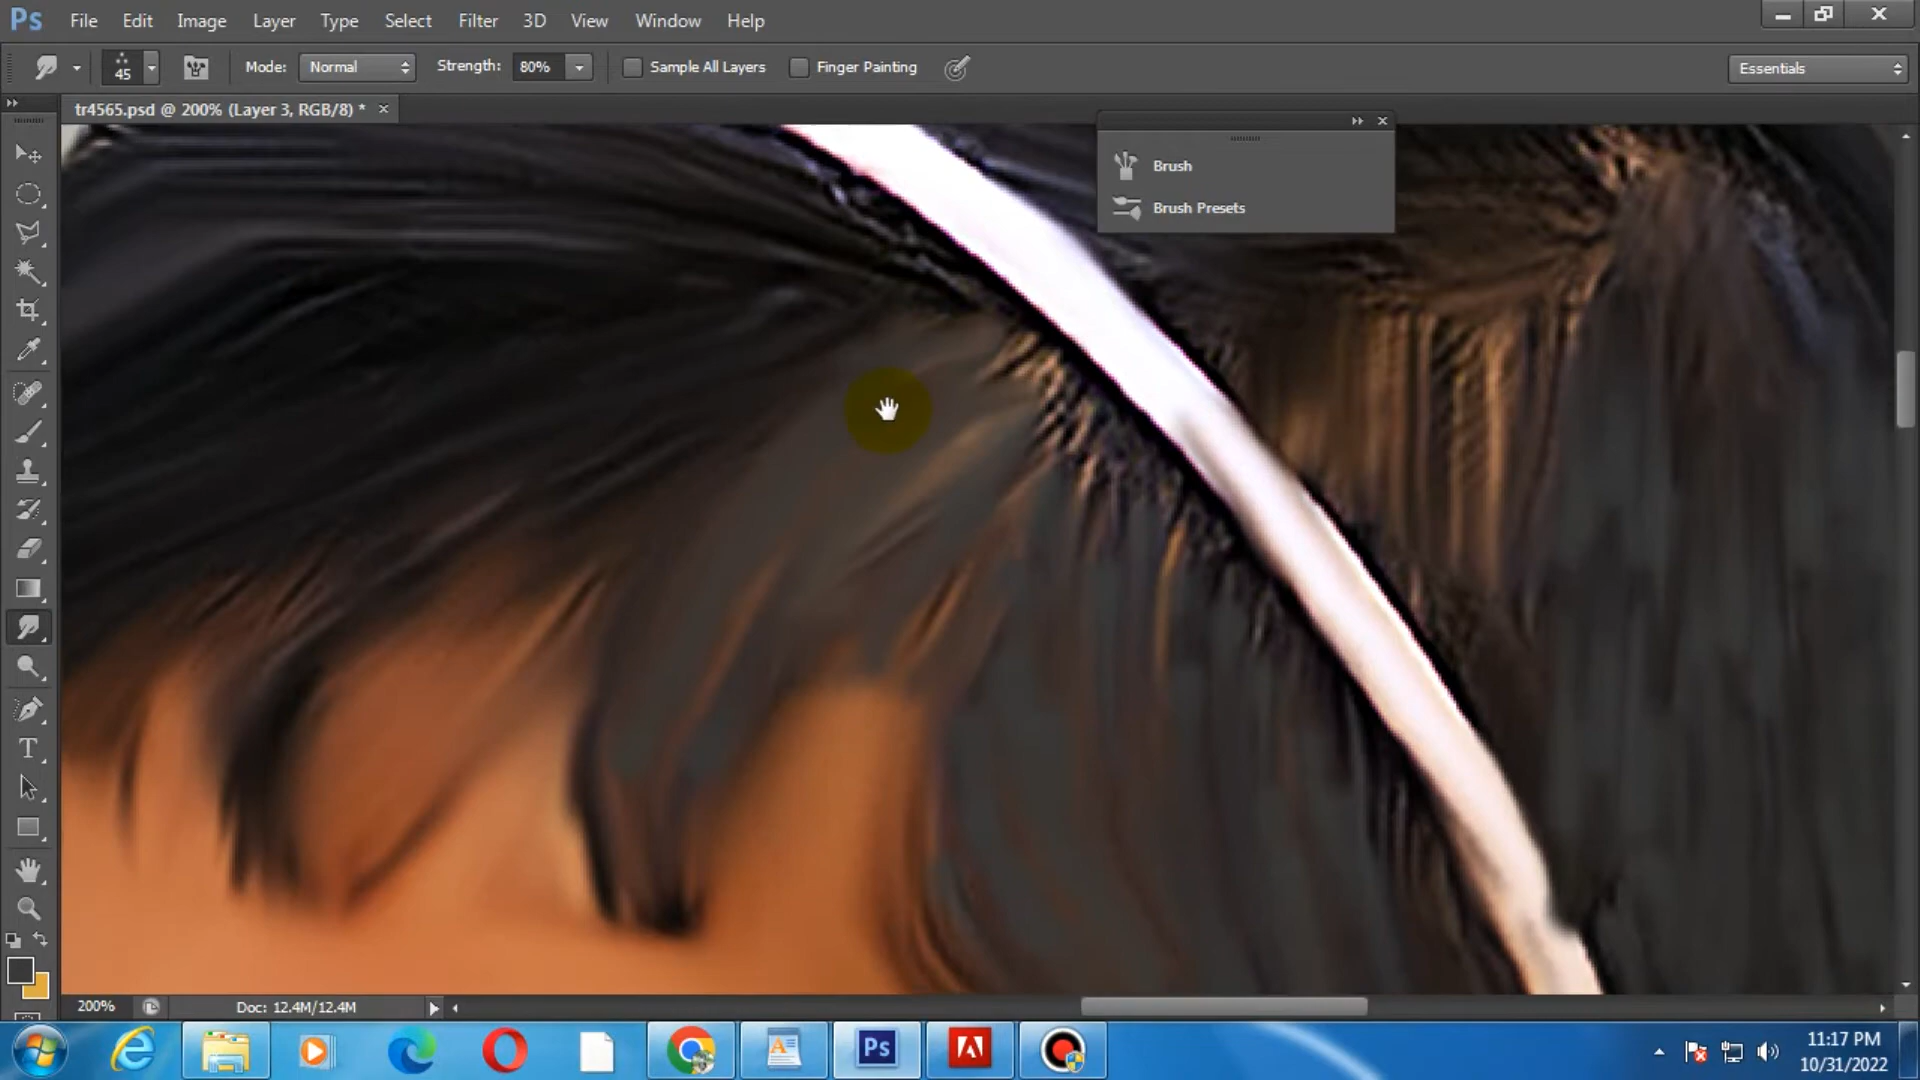 Ps File Edit Image Layer Type Select Filter 3D View Window Help
45 Mode: Normal Strength: 80% Sample All Layers Finger Painting Essentials
tr4565.psd @ 200% (Layer 3, RGB/8) *
Brush
Brush Presets
T
200% Doc: 12.4M/12.4M
Ps
11:17 PM
10/31/2022